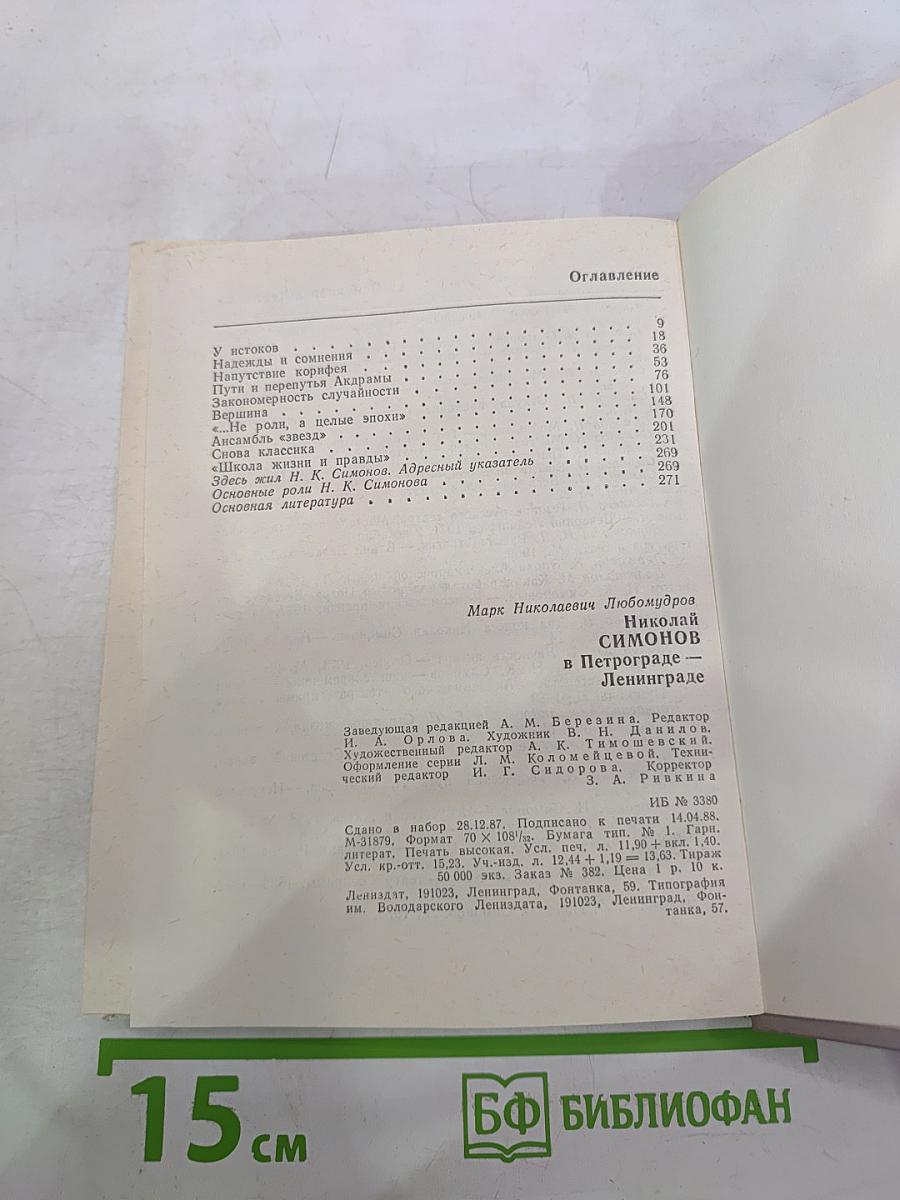 Оглавление
У истоков . . . . . . . . . . . . . . . . . . 9
Надежды и сомнения . . . . . . . . . . . . . . 18
Напутствие корифея . . . . . . . . . . . . . . 36
Пути и перепутья Акдрамы . . . . . . . . . . . 53
Закономерность случайности . . . . . . . . . . 76
Вершина . . . . . . . . . . . . . . . . . . 101
«...Не роли, а целые эпохи» . . . . . . . . . . 148
Ансамбль «звезд» . . . . . . . . . . . . . . . 170
Снова классика . . . . . . . . . . . . . . . . 201
«Школа жизни и правды» . . . . . . . . . . . . 231
Здесь жил Н. К. Симонов. Адресный указатель . . . . . 269
Основные роли Н. К. Симонова . . . . . . . . . 269
Основная литература . . . . . . . . . . . . . 271
Марк Николаевич Любомудров
Николай
СИМОНОВ
в Петрограде —
Ленинграде
Заведующая редакцией А. М. Березина. Редактор
И. А. Орлова. Художник В. Н. Данилов.
Художественный редактор А. К. Тимошевский.
Оформление серии Л. М. Коломейцевой. Техни-
ческий редактор И. Г. Сидорова. Корректор
З. А. Ривкина
ИБ № 3380
Сдано в набор 28.12.87. Подписано к печати 14.04.88.
М-31879. Формат 70 × 108¹/₃₂. Бумага тип. № 1. Гарн.
литерат. Печать высокая. Усл. печ. л. 11,90 + вкл. 1,40.
Усл. кр.-отт. 15,23. Уч.-изд. л. 12,44 + 1,19 = 13,63. Тираж
50 000 экз. Заказ № 382. Цена 1 р. 10 к.
Лениздат, 191023, Ленинград, Фонтанка, 59. Типография
им. Володарского Лениздата, 191023, Ленинград, Фон-
танка, 57.
15 см
БФ БИБЛИОФАН